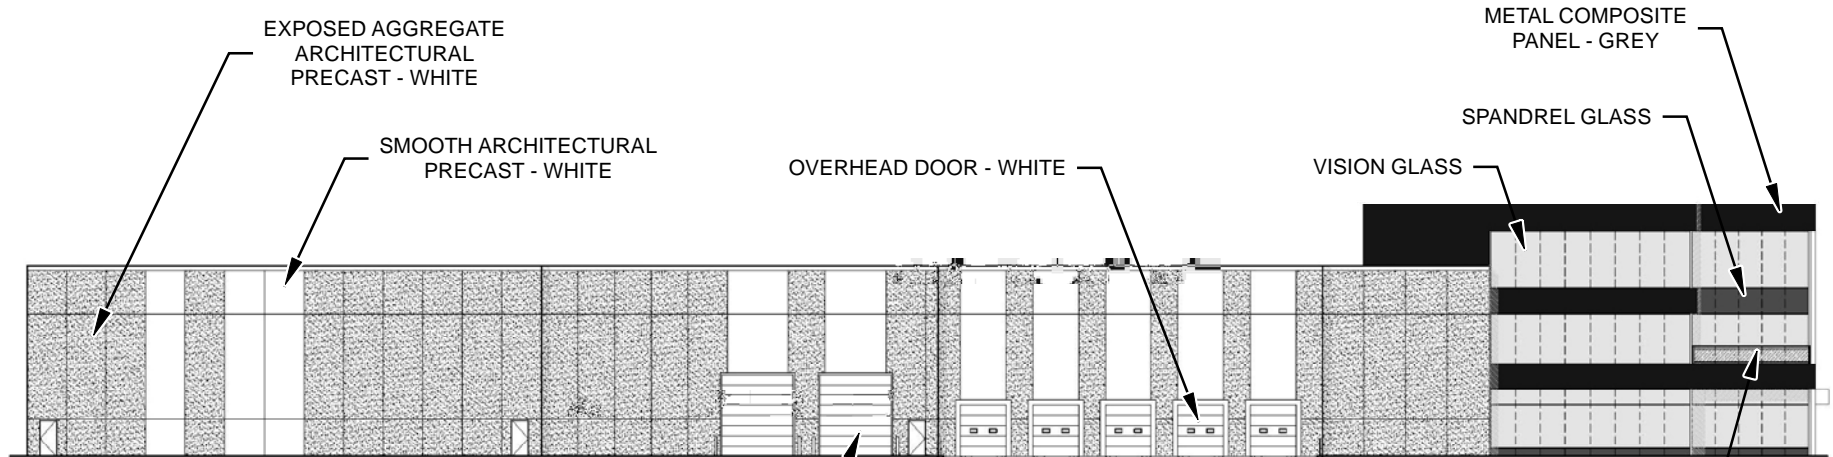 METAL COMPOSITE
PANEL - GREY
EXPOSED AGGREGATE
ARCHITECTURAL
PRECAST - WHITE
SPANDREL GLASS
SMOOTH ARCHITECTURAL
PRECAST - WHITE
OVERHEAD DOOR - WHITE
VISION GLASS